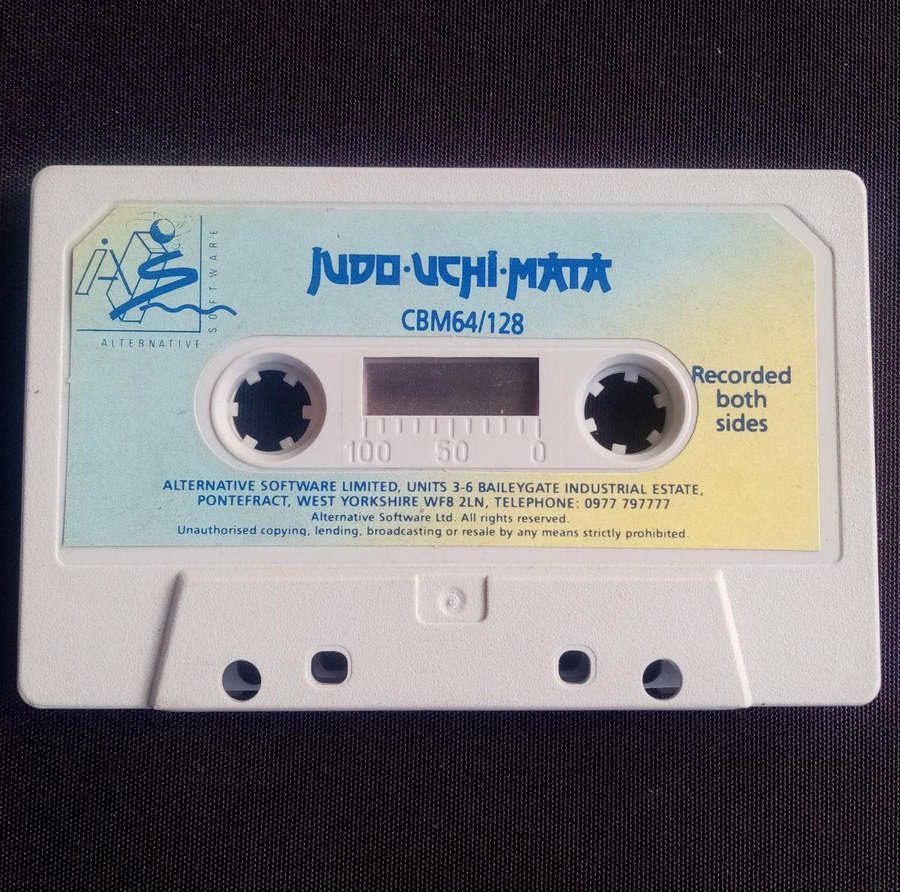 JUDO·UCHI·MATA
CBM64/128
SOFTWARE
ALTERNATIVE·
Recorded
both
sides
100 50 0
ALTERNATIVE SOFTWARE LIMITED, UNITS 3-6 BAILEYGATE INDUSTRIAL ESTATE,
PONTEFRACT, WEST YORKSHIRE WF8 2LN, TELEPHONE: 0977 797777
Alternative Software Ltd. All rights reserved.
Unauthorised copying, lending, broadcasting or resale by any means strictly prohibited.